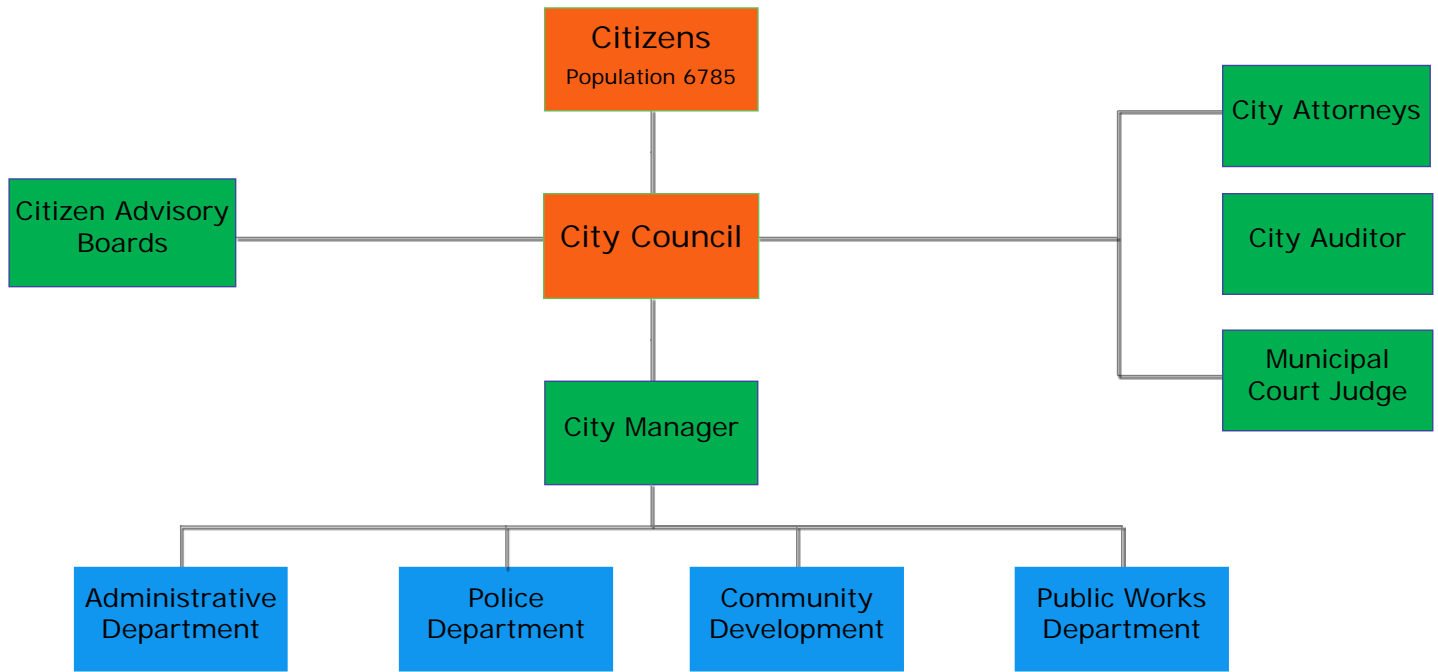 Citizens
Population 6785
City Attorneys
Citizen Advisory
Boards
City Council
City Auditor
Municipal
Court Judge
City Manager
Administrative
Department
Police
Department
Community
Development
Public Works
Department